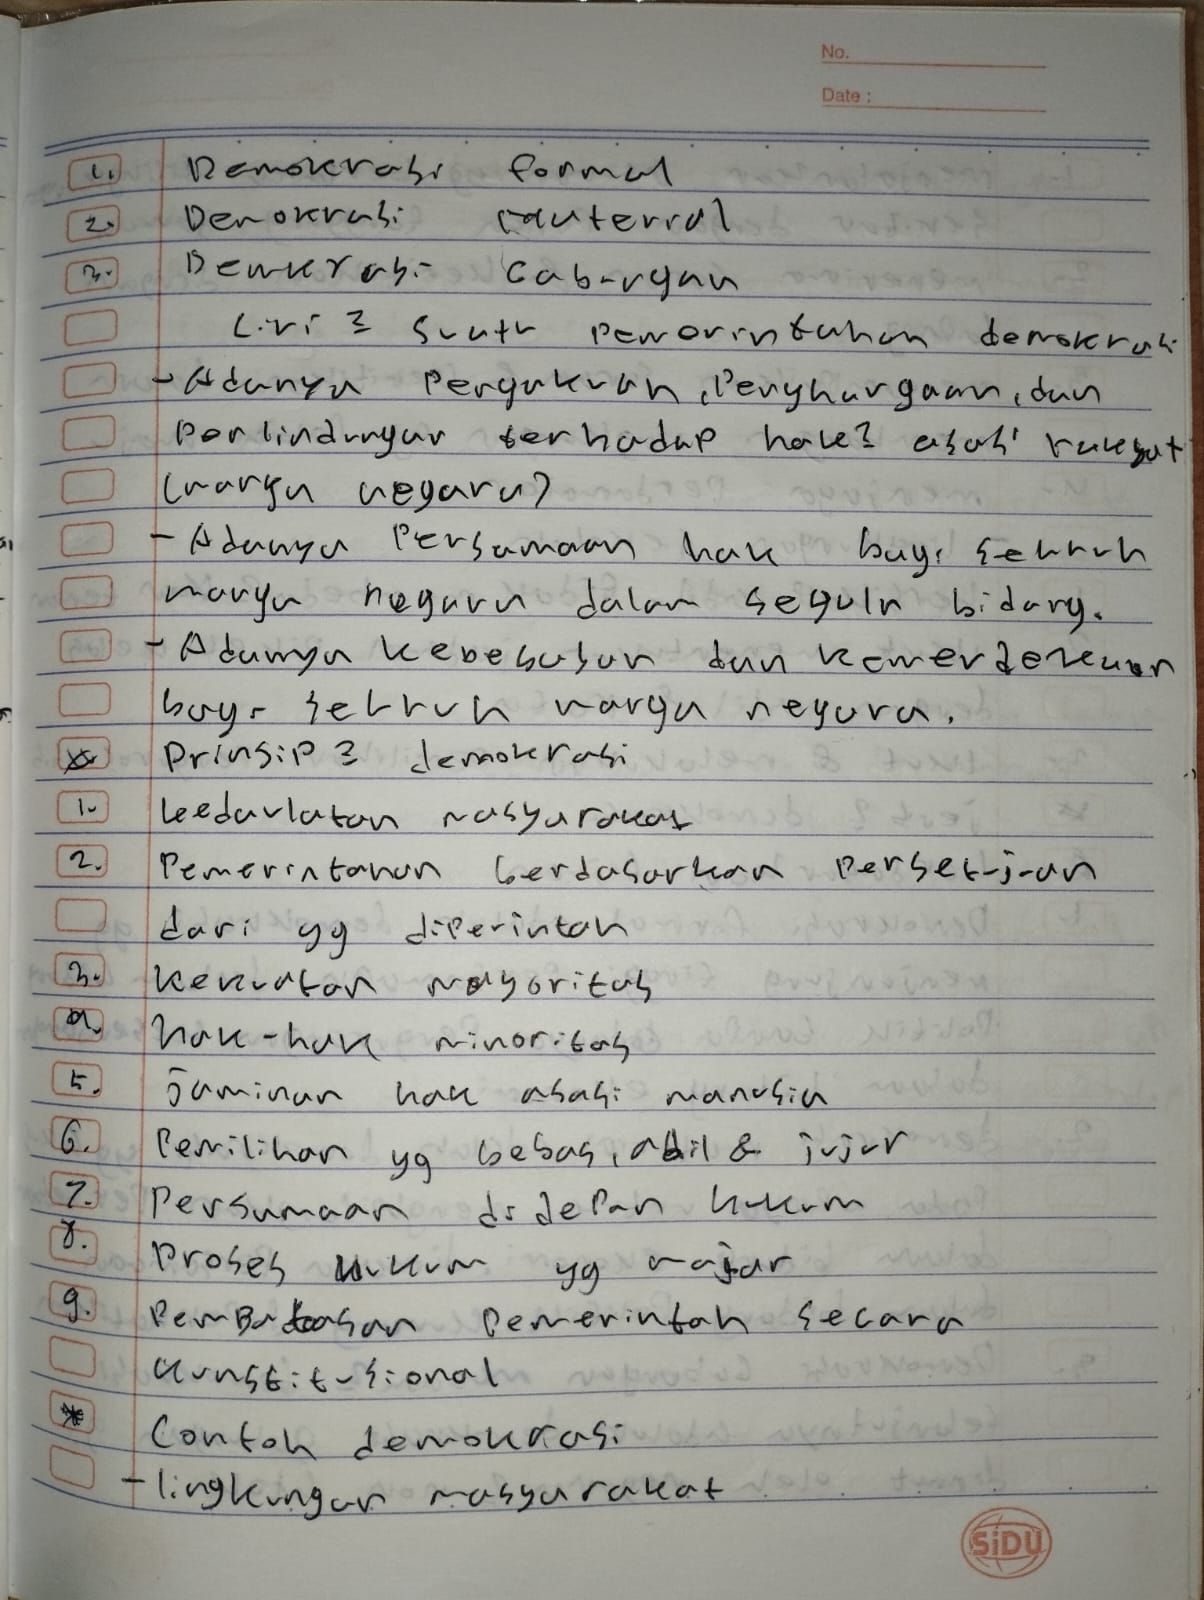 No.
Date :
1. Demokrasi formal
2. Demokrasi material
3. Demokrasi Gabungan
Ciri2 suatu Pemerintahan demokrasi
- Adanya Pengakuan, Penghargaan, dan
Perlindungan terhadap hak2 asasi rakyat
(warga negara)
- Adanya Persamaan hak bagi seluruh
warga negara dalam segala bidang.
- Adanya kebebasan dan kemerdekaan
bagi seluruh warga negara.
* Prinsip2 demokrasi
1. kedaulatan masyarakat
2. Pemerintahan berdasarkan Persetujuan
dari yg diperintah
3. Kekuatan mayoritas
4. Hak-hak minoritas
5. Jaminan hak asasi manusia
6. Pemilihan yg bebas, adil & jujur
7. Persamaan di depan hukum
8. Proses hukum yg wajar
9. Pembatasan Pemerintah secara
konstitusional
* Contoh demokrasi
- lingkungan masyarakat
SiDU